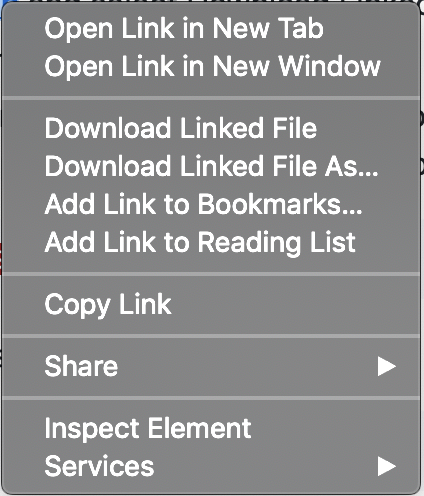 Open Link in New Tab
Open Link in New Window
Download Linked File
Download Linked File As...
Add Link to Bookmarks...
Add Link to Reading List
Copy Link
Share
Inspect Element
Services